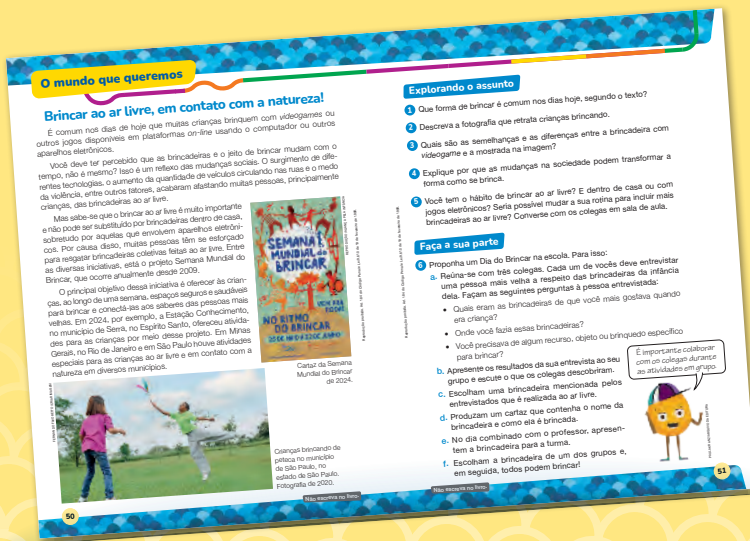 O mundo que queremos
Brincar ao ar livre, em contato com a natureza!
É comum nos dias de hoje que muitas crianças brinquem com videogames ou
outros jogos disponíveis em plataformas on-line usando o computador ou outros
aparelhos eletrônicos.
Você deve ter percebido que as brincadeiras e o jeito de brincar mudam com o
tempo, não é mesmo? Isso é um reflexo das mudanças sociais. O surgimento de dife-
rentes tecnologias, o aumento da quantidade de veículos circulando nas ruas e o medo
da violência, entre outros fatores, acabaram afastando muitas pessoas, principalmente
crianças, das brincadeiras ao ar livre.
Mas sabe-se que o brincar ao ar livre é muito importante
e não pode ser substituído por brincadeiras dentro de casa,
sobretudo por aquelas que envolvem aparelhos eletrôni-
cos. Por causa disso, muitas pessoas têm se esforçado
para resgatar brincadeiras coletivas feitas ao ar livre. Entre
as diversas iniciativas, está o projeto Semana Mundial do
Brincar, que ocorre anualmente desde 2009.
O principal objetivo dessa iniciativa é oferecer às crian-
ças, ao longo de uma semana, espaços seguros e saudáveis
para brincar e conectá-las aos saberes das pessoas mais
velhas. Em 2024, por exemplo, a Estação Conhecimento,
no município de Serra, no Espírito Santo, ofereceu ativida-
des para as crianças por meio desse projeto. Em Minas
Gerais, no Rio de Janeiro e em São Paulo houve atividades
especiais para as crianças ao ar livre e em contato com a
natureza em diversos municípios.
SEMANA
MUNDIAL do
BRINCAR
VEM PRA
RODA!
NO RITMO
DO BRINCAR
Cartaz da Semana
Mundial do Brincar
de 2024.
Crianças brincando de
peteca no município
de São Paulo, no
estado de São Paulo.
Fotografia de 2020.
Não escreva no livro.
50
Explorando o assunto
1 Que forma de brincar é comum nos dias hoje, segundo o texto?
2 Descreva a fotografia que retrata crianças brincando.
3 Quais são as semelhanças e as diferenças entre a brincadeira com
videogame e a mostrada na imagem?
4 Explique por que as mudanças na sociedade podem transformar a
forma como se brinca.
5 Você tem o hábito de brincar ao ar livre? E dentro de casa ou com
jogos eletrônicos? Seria possível mudar a sua rotina para incluir mais
brincadeiras ao ar livre? Converse com os colegas em sala de aula.
Faça a sua parte
6 Proponha um Dia do Brincar na escola. Para isso:
a. Reúna-se com três colegas. Cada um de vocês deve entrevistar
uma pessoa mais velha a respeito das brincadeiras da infância
dela. Façam as seguintes perguntas à pessoa entrevistada:
• Quais eram as brincadeiras de que você mais gostava quando
era criança?
• Onde você fazia essas brincadeiras?
• Você precisava de algum recurso, objeto ou brinquedo específico
para brincar?
b. Apresente os resultados da sua entrevista ao seu
grupo e escute o que os colegas descobriram.
c. Escolham uma brincadeira mencionada pelos
entrevistados que é realizada ao ar livre.
d. Produzam um cartaz que contenha o nome da
brincadeira e como ela é brincada.
e. No dia combinado com o professor, apresen-
tem a brincadeira para a turma.
f. Escolham a brincadeira de um dos grupos e,
em seguida, todos podem brincar!
É importante colaborar
com os colegas durante
as atividades em grupo.
Não escreva no livro.
51